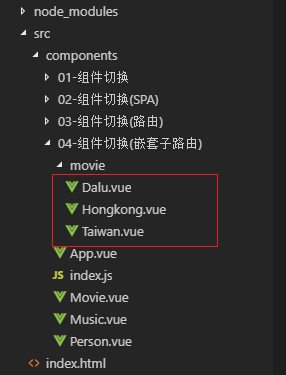 node_modules
src
components
01-组件切换
02-组件切换(SPA)
03-组件切换(路由)
04-组件切换(嵌套子路由)
movie
Dalu.vue
Hongkong.vue
Taiwan.vue
App.vue
JS index.js
Movie.vue
Music.vue
Person.vue
<> index.html